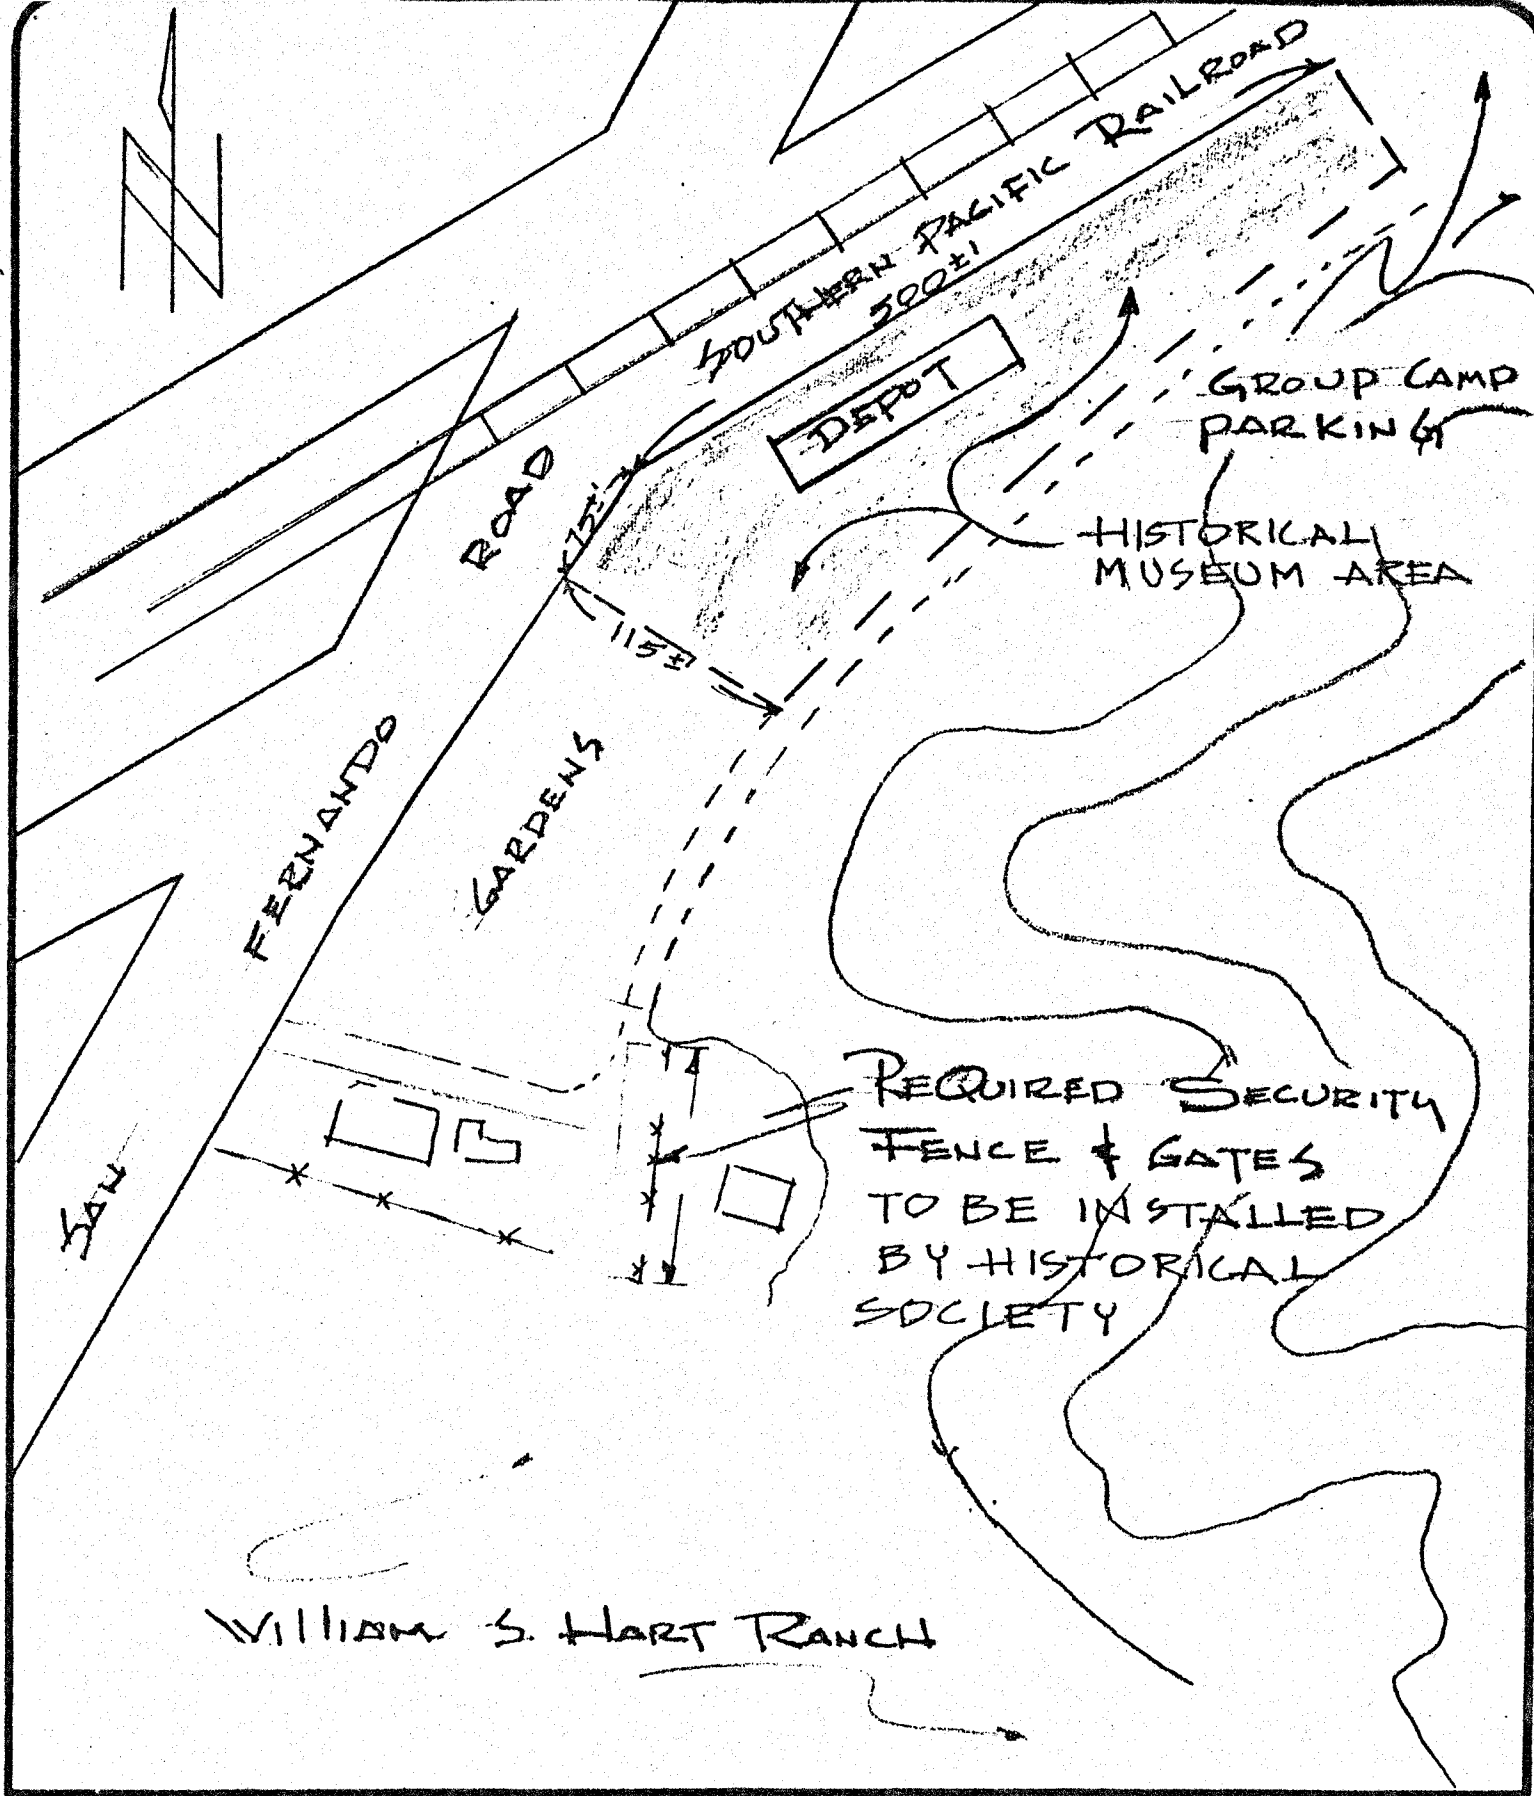 N
SOUTHERN PACIFIC RAILROAD
500±'
DEPOT
GROUP CAMP
PARKING
75±'
115±'
HISTORICAL
MUSEUM AREA
SAN FERNANDO ROAD
GARDENS
REQUIRED SECURITY
FENCE & GATES
TO BE INSTALLED
BY HISTORICAL
SOCIETY
WILLIAM S. HART RANCH